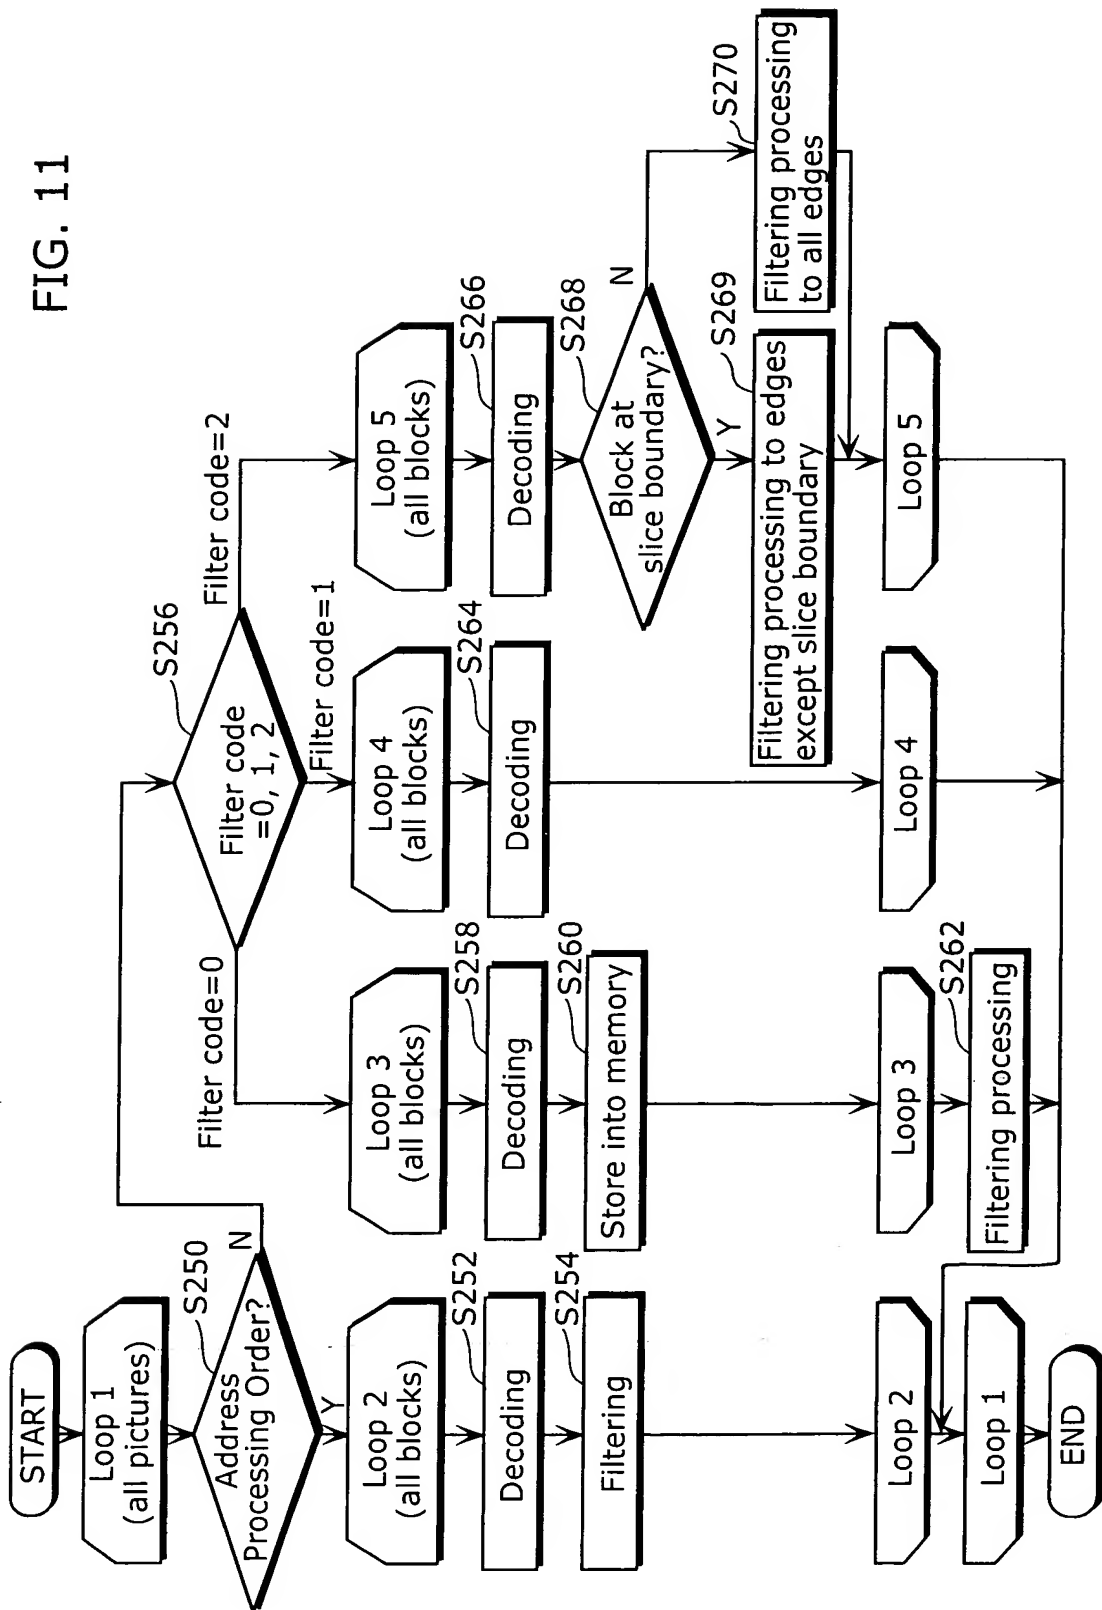 FIG. 11
START
Loop 1
(all pictures)
S250
Address
Processing Order?
N
Y
Loop 2
(all blocks)
S252
Decoding
S254
Filtering
Loop 2
Loop 1
END
S256
Filter code
=0, 1, 2
Filter code=0
Filter code=1
Filter code=2
Loop 3
(all blocks)
S258
Decoding
S260
Store into memory
Loop 3
S262
Filtering processing
Loop 4
(all blocks)
S264
Decoding
Loop 4
Loop 5
(all blocks)
S266
Decoding
S268
Block at
slice boundary?
N
Y
S269
Filtering processing to edges
except slice boundary
S270
Filtering processing
to all edges
Loop 5